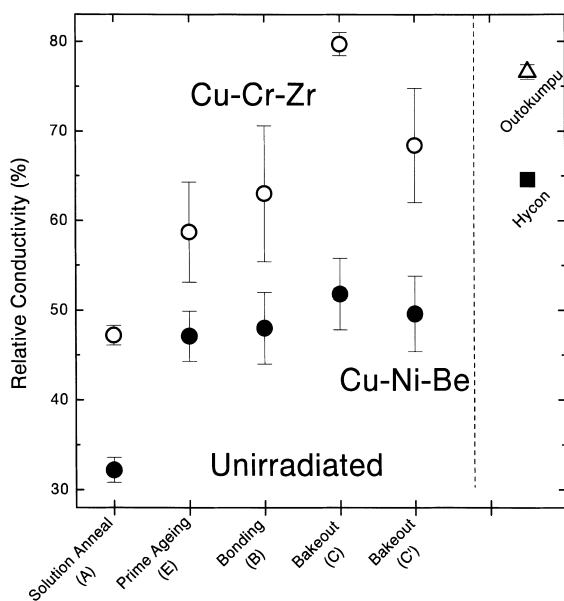 80
70
60
50
40
30
Relative Conductivity (%)
Cu-Cr-Zr
Cu-Ni-Be
Unirradiated
Outokumpu
Hycon
Solution Anneal
(A)
Prime Ageing
(E)
Bonding
(B)
Bakeout
(C)
Bakeout
(C')